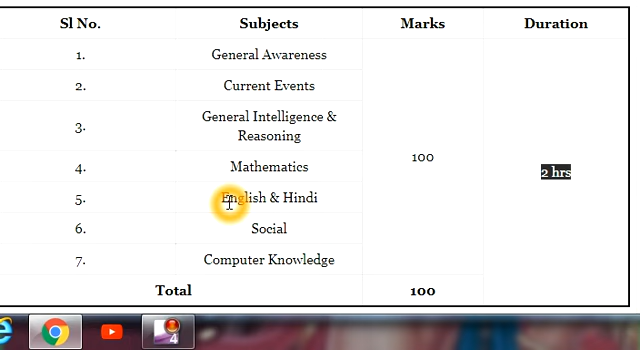 Sl No. Subjects Marks Duration
1. General Awareness
2. Current Events
3. General Intelligence &
Reasoning
4. Mathematics
100
2 hrs
5. English & Hindi
6. Social
7. Computer Knowledge
Total 100
4